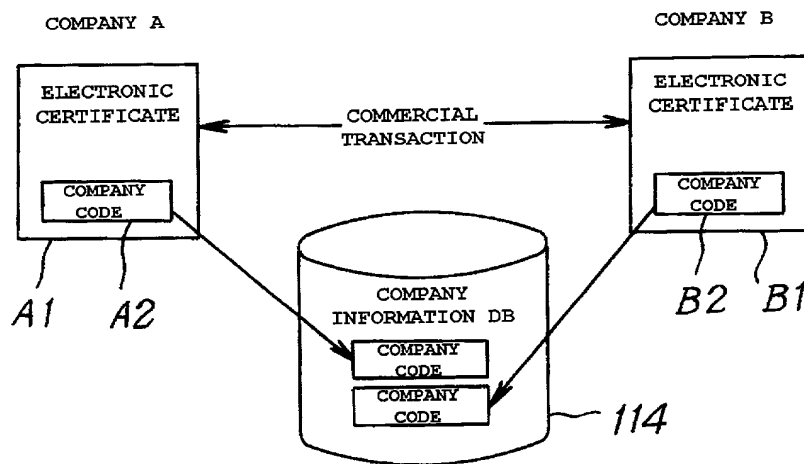 COMPANY A
COMPANY B
ELECTRONIC
CERTIFICATE
COMPANY
CODE
COMMERCIAL
TRANSACTION
ELECTRONIC
CERTIFICATE
COMPANY
CODE
A1
A2
B2
B1
COMPANY
INFORMATION DB
COMPANY
CODE
COMPANY
CODE
114